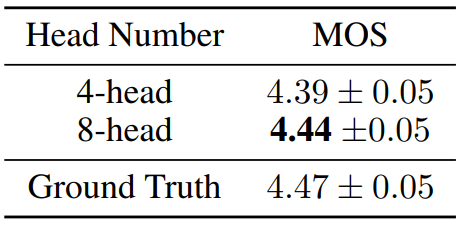 Head Number MOS
4-head 4.39 ± 0.05
8-head 4.44 ±0.05
Ground Truth 4.47 ± 0.05